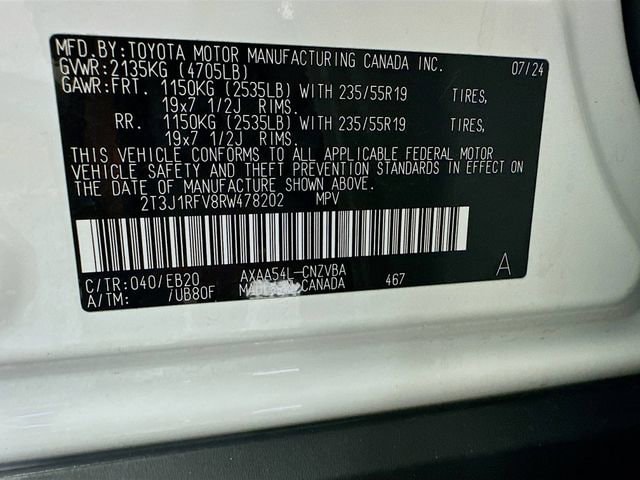 MFD.BY:TOYOTA MOTOR MANUFACTURING CANADA INC. 07/24
GVWR:2135KG (4705LB)
GAWR:FRT. 1150KG (2535LB) WITH 235/55R19 TIRES,
19x7 1/2J RIMS.
RR. 1150KG (2535LB) WITH 235/55R19 TIRES,
19x7 1/2J RIMS.
THIS VEHICLE CONFORMS TO ALL APPLICABLE FEDERAL MOTOR
VEHICLE SAFETY AND THEFT PREVENTION STANDARDS IN EFFECT ON
THE DATE OF MANUFACTURE SHOWN ABOVE.
2T3J1RFV8RW478202 MPV
C/TR:040/EB20 AXAA54L-CNZVBA A
A/TM: /UB80F CANADA 467